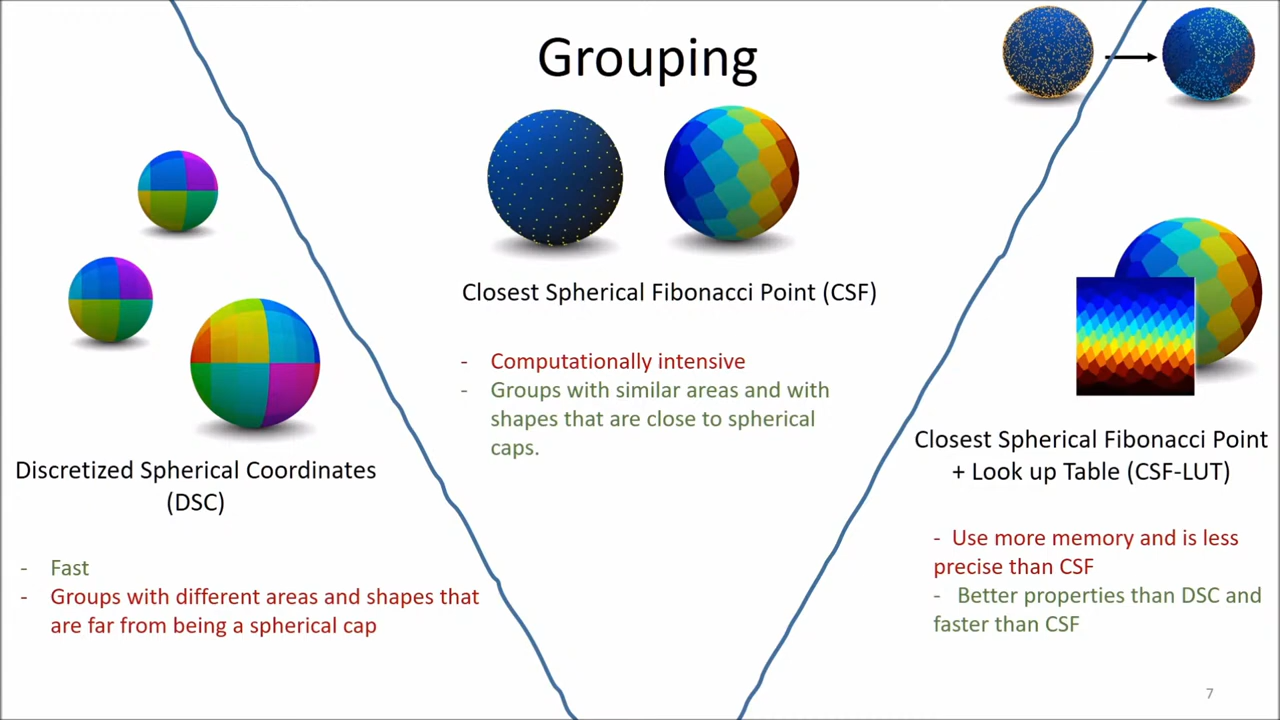 Grouping
Discretized Spherical Coordinates
(DSC)
- Fast
- Groups with different areas and shapes that
are far from being a spherical cap
Closest Spherical Fibonacci Point (CSF)
- Computationally intensive
- Groups with similar areas and with
shapes that are close to spherical
caps.
Closest Spherical Fibonacci Point
+ Look up Table (CSF-LUT)
- Use more memory and is less
precise than CSF
- Better properties than DSC and
faster than CSF
7